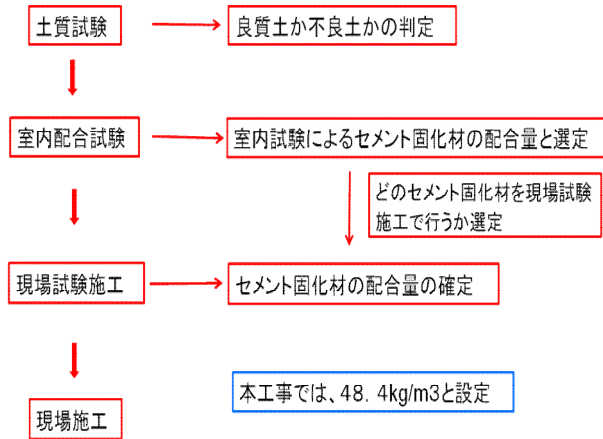 土質試験
良質土か不良土かの判定
室内配合試験
室内試験によるセメント固化材の配合量と選定
どのセメント固化材を現場試験
施工で行うか選定
現場試験施工
セメント固化材の配合量の確定
本工事では、48．4kg/m3と設定
現場施工